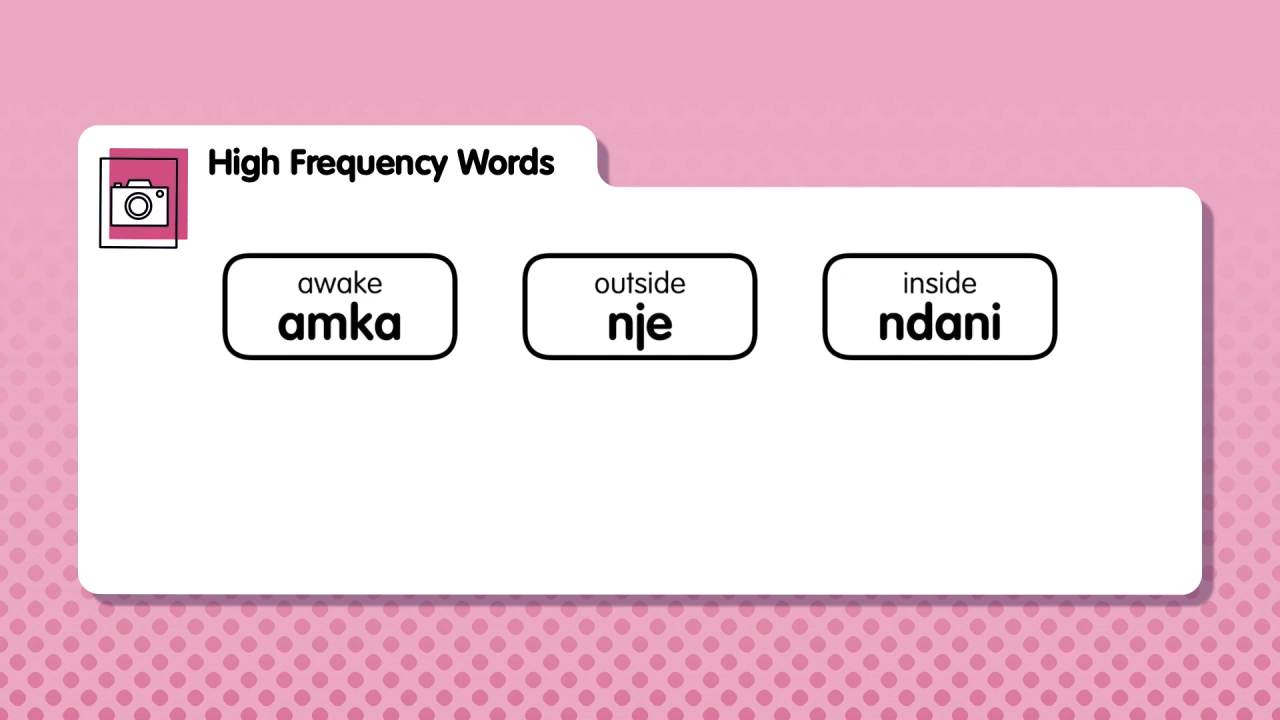 High Frequency Words
awake
amka
outside
nje
inside
ndani